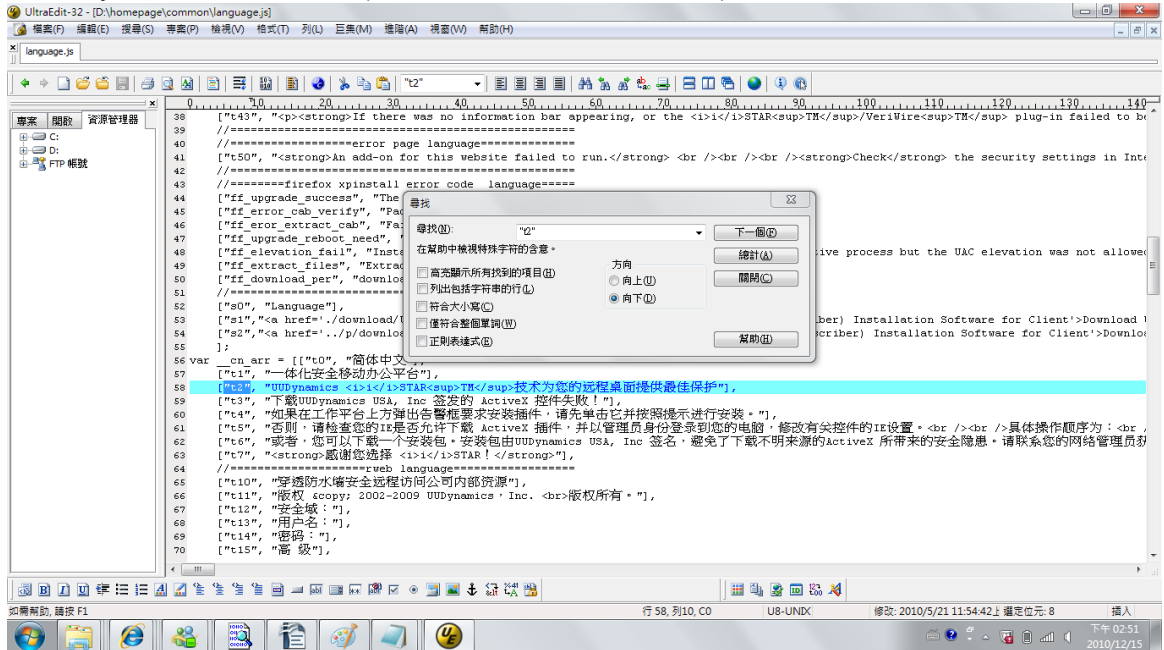 UltraEdit-32 - [D:\homepage\common\language.js]
檔案(F) 編輯(E) 搜尋(S) 專案(P) 檢視(V) 格式(T) 列(L) 巨集(M) 進階(A) 視窗(W) 幫助(H)
language.js
"t2"
專案 開啟 資源管理器
C:
D:
FTP 帳號
0 10 20 30 40 50 60 70 80 90 100 110 120 130 140
38 ["t43", "<p><strong>If there was no information bar appearing, or the <i>i</i>STAR<sup>TM</sup>/VeriWire<sup>TM</sup> plug-in failed to be
39 //==================================================
40 //==================error page language==============
41 ["t50", "<strong>An add-on for this website failed to run.</strong> <br /><br /><br /><strong>Check</strong> the security settings in Inte
42 //==================================================
43 //========firefox xpinstall error code language=====
44 ["ff_upgrade_success", "The
45 ["ff_error_cab_verify", "Pac
46 ["ff_eror_extract_cab", "Fai
47 ["ff_upgrade_reboot_need", "
48 ["ff_elevation_fail", "Insta ive process but the UAC elevation was not allowe
49 ["ff_extract_files", "Extrac
50 ["ff_download_per", "downloa
51 //==========================
52 ["s0", "Language"],
53 ["s1","<a href='./download/U ber) Installation Software for Client'>Download U
54 ["s2","<a href='../p/downloa criber) Installation Software for Client'>Downloa
55 ];
56 var __cn_arr = [["t0", "简体中文"
57 ["t1", "一体化安全移动办公平台"],
58 ["t2", "UUDynamics <i>i</i>STAR<sup>TM</sup>技术为您的远程桌面提供最佳保护"],
59 ["t3", "下载UUDynamics USA, Inc 签发的 ActiveX 控件失败！"],
60 ["t4", "如果在工作平台上方弹出告警框要求安装插件，请先单击它并按照提示进行安装。"],
61 ["t5", "否则，请检查您的IE是否允许下载 ActiveX 插件，并以管理员身份登录到您的电脑，修改有关控件的IE设置。<br /><br />具体操作顺序为：<br /
62 ["t6", "或者，您可以下载一个安装包。安装包由UUDynamics USA, Inc 签名，避免了下载不明来源的ActiveX 所带来的安全隐患。请联系您的网络管理员获
63 ["t7", "<strong>感谢您选择 <i>i</i>STAR！</strong>"],
64 //====================rweb language==================
65 ["t10", "穿透防水墙安全远程访问公司内部资源"],
66 ["t11", "版权 &copy; 2002-2009 UUDynamics，Inc. <br>版权所有。"],
67 ["t12", "安全域："],
68 ["t13", "用户名："],
69 ["t14", "密码："],
70 ["t15", "高 级"],
尋找
尋找(N): "t2" 下一個(F)
在幫助中檢視特殊字符的含意。 總計(A)
高亮顯示所有找到的項目(H) 方向 關閉(C)
列出包括字符串的行(L) 向上(U)
符合大小寫(C) 向下(D)
僅符合整個單詞(W)
正則表達式(E) 幫助(H)
如需幫助, 請按 F1 行 58, 列10, C0 U8-UNIX 修改: 2010/5/21 11:54:42上 選定位元: 8 插入
下午 02:51
2010/12/15